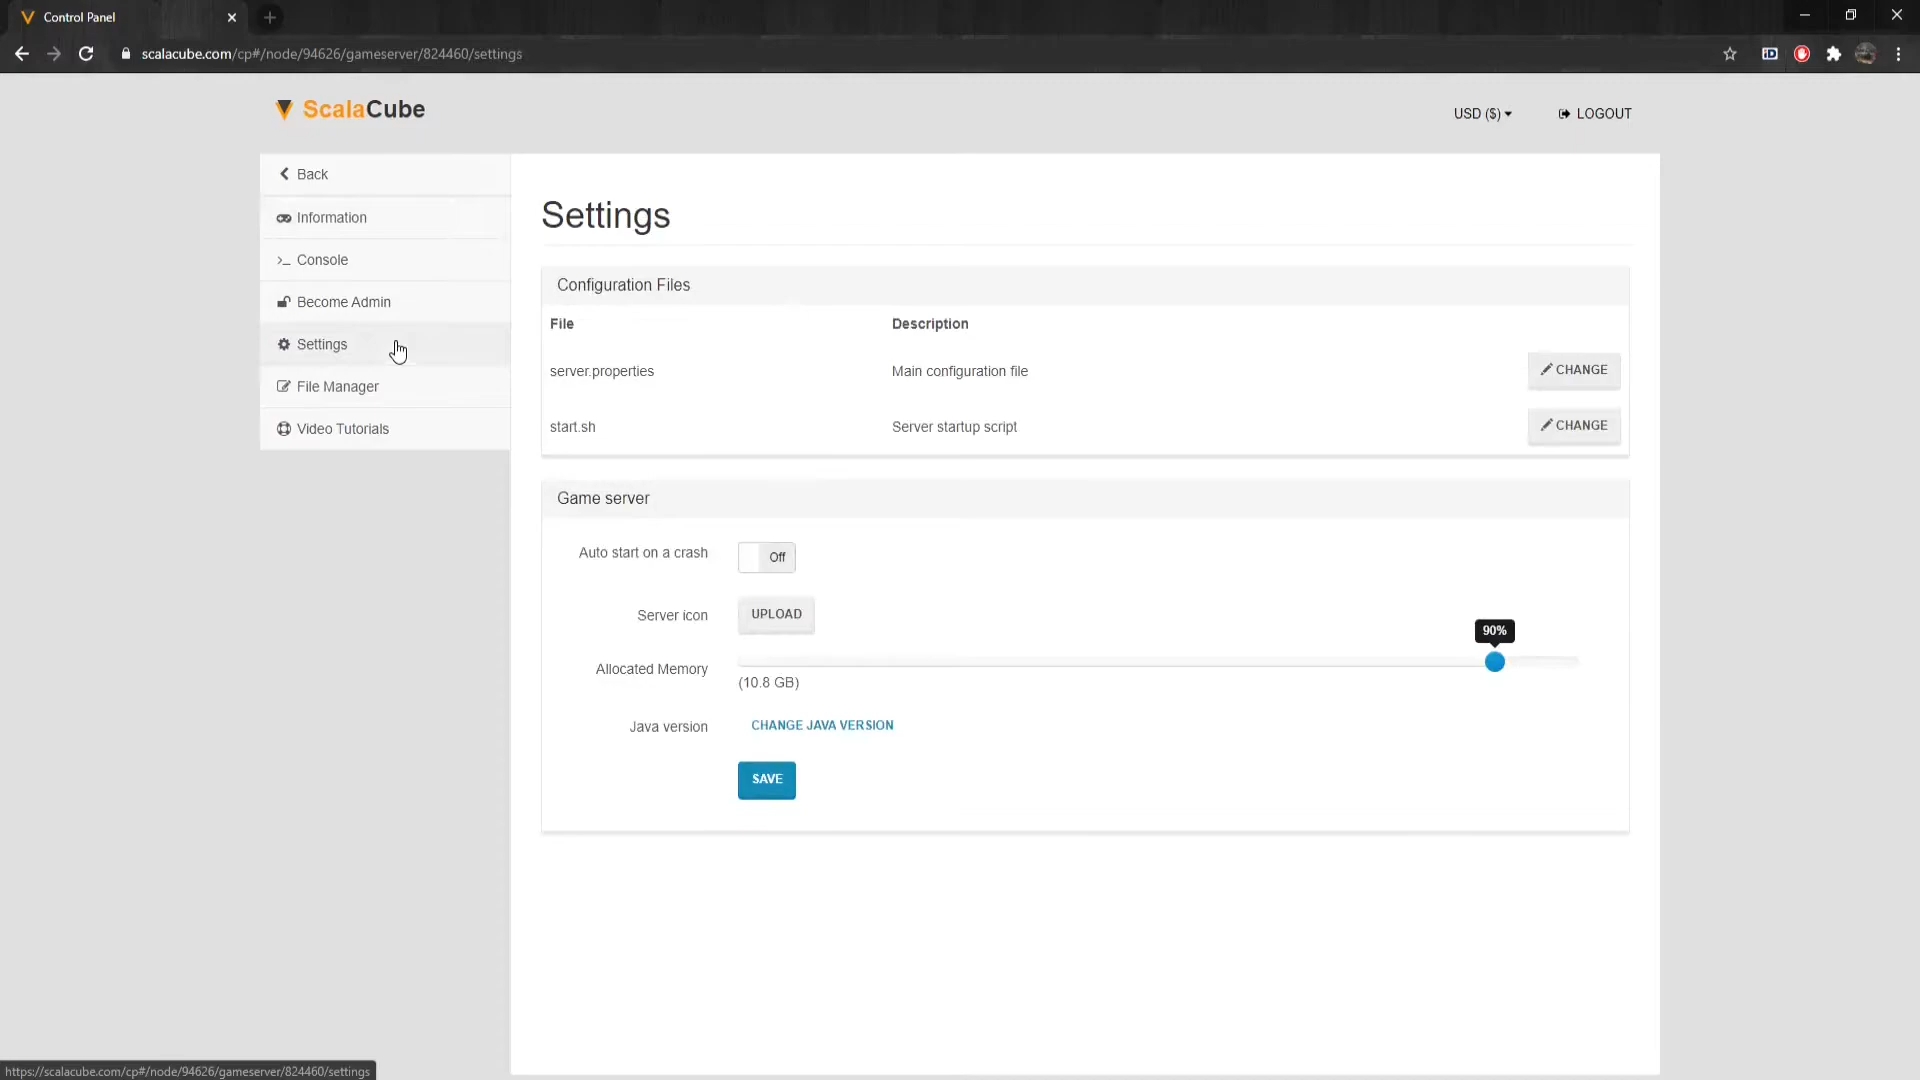 Control Panel
scalacube.com/cp#/node/94626/gameserver/824460/settings
ScalaCube
USD ($)
LOGOUT
Back
Information
Console
Become Admin
Settings
File Manager
Video Tutorials
Settings
Configuration Files
File Description
server.properties Main configuration file CHANGE
start.sh Server startup script CHANGE
Game server
Auto start on a crash Off
Server icon UPLOAD
90%
Allocated Memory
(10.8 GB)
Java version CHANGE JAVA VERSION
SAVE
https://scalacube.com/cp#/node/94626/gameserver/824460/settings